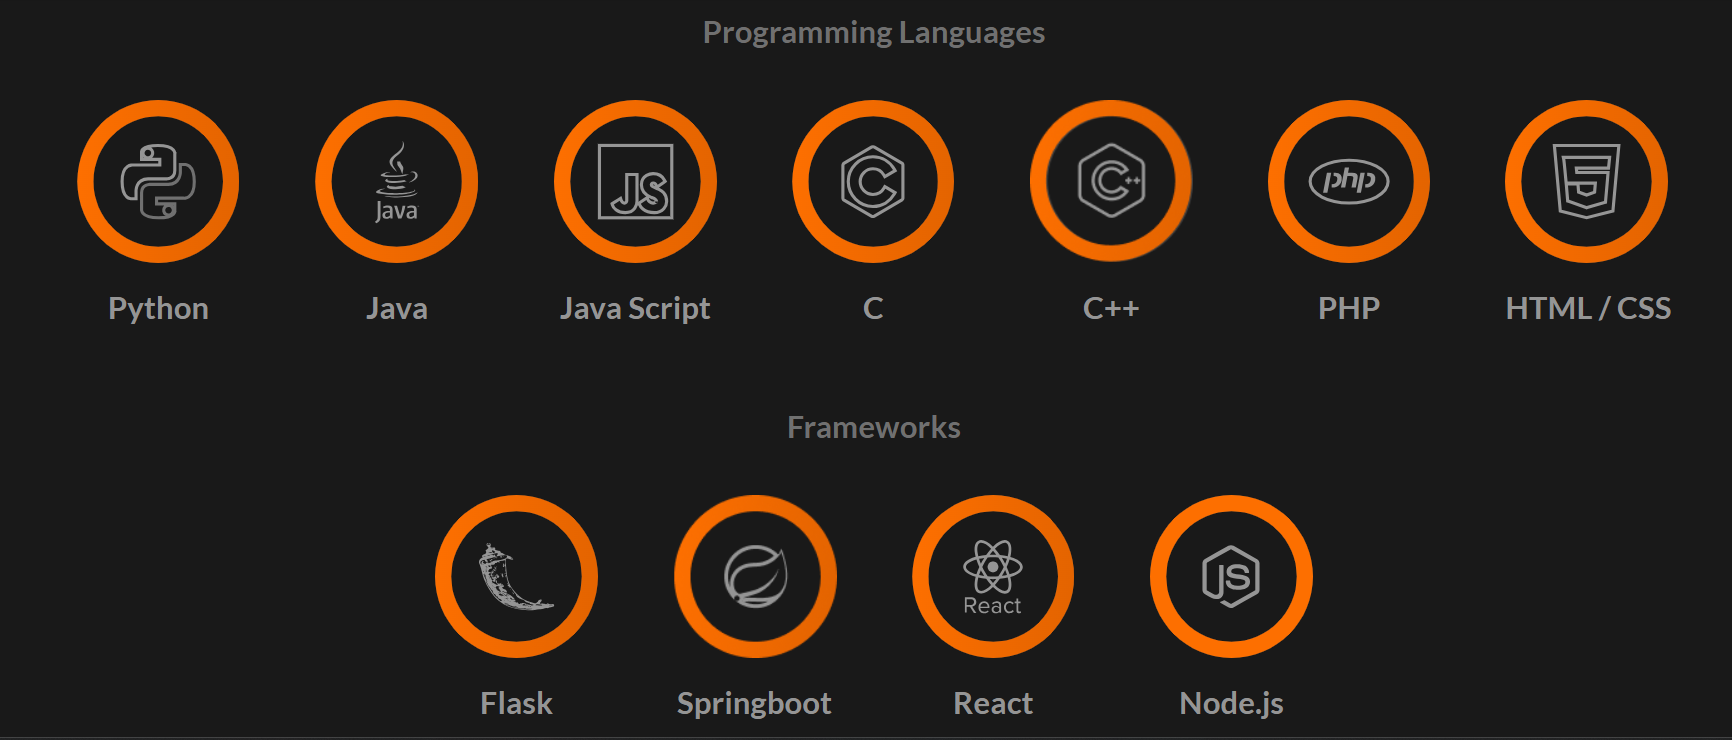 Programming Languages
Java
JS
C
C++
php
5
Python
Java
Java Script
C
C++
PHP
HTML / CSS
Frameworks
React
JS
Flask
Springboot
React
Node.js